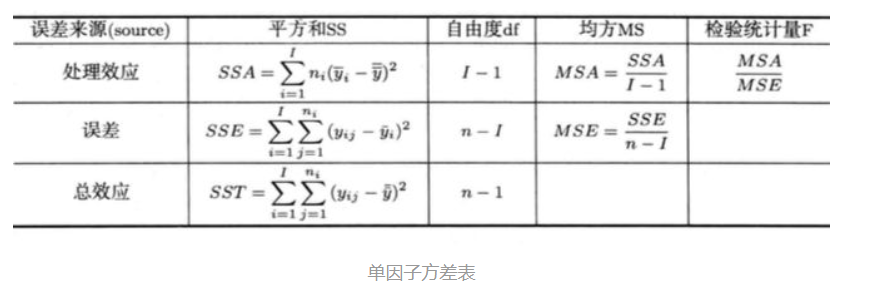 误差来源(source) 平方和SS 自由度df 均方MS 检验统计量F
处理效应 SSA = \sum_{i=1}^{I} n_i(\bar{y}_i - \bar{\bar{y}})^2 I − 1 MSA = \frac{SSA}{I-1} \frac{MSA}{MSE}
误差 SSE = \sum_{i=1}^{I}\sum_{j=1}^{n_i}(y_{ij} - \bar{y}_i)^2 n − I MSE = \frac{SSE}{n-I}
总效应 SST = \sum_{i=1}^{I}\sum_{j=1}^{n_i}(y_{ij} - \bar{\bar{y}})^2 n − 1
单因子方差表